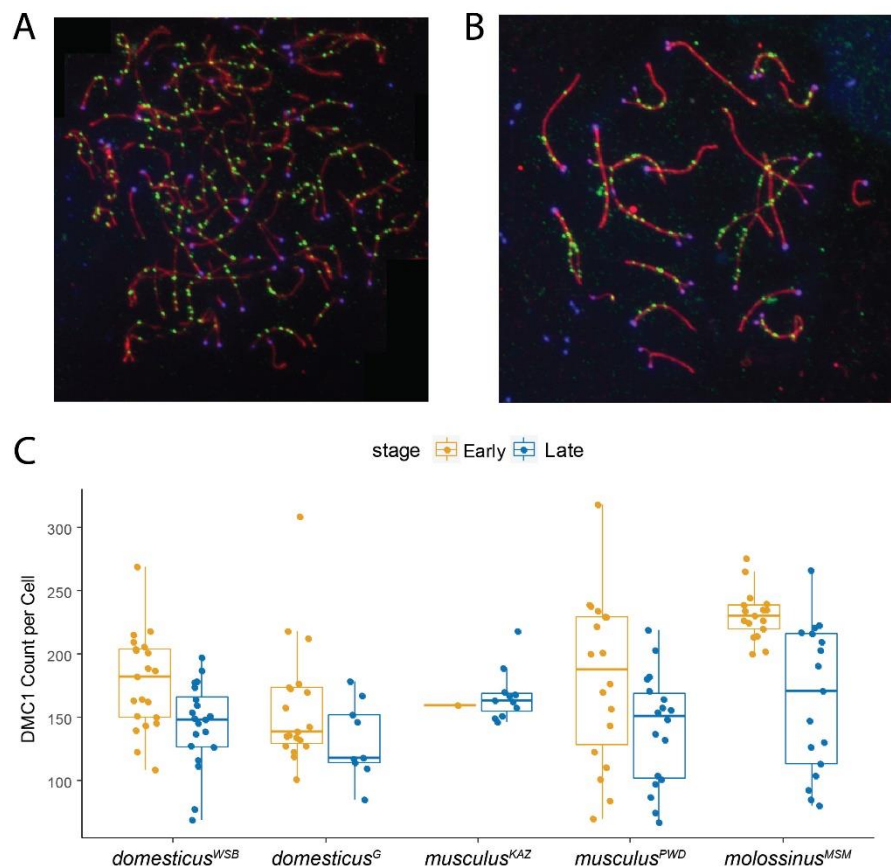 A
B
C
stage Early Late
DMC1 Count per Cell
300
250
200
150
100
domesticusWSB domesticusG musculusKAZ musculusPWD molossinusMSM